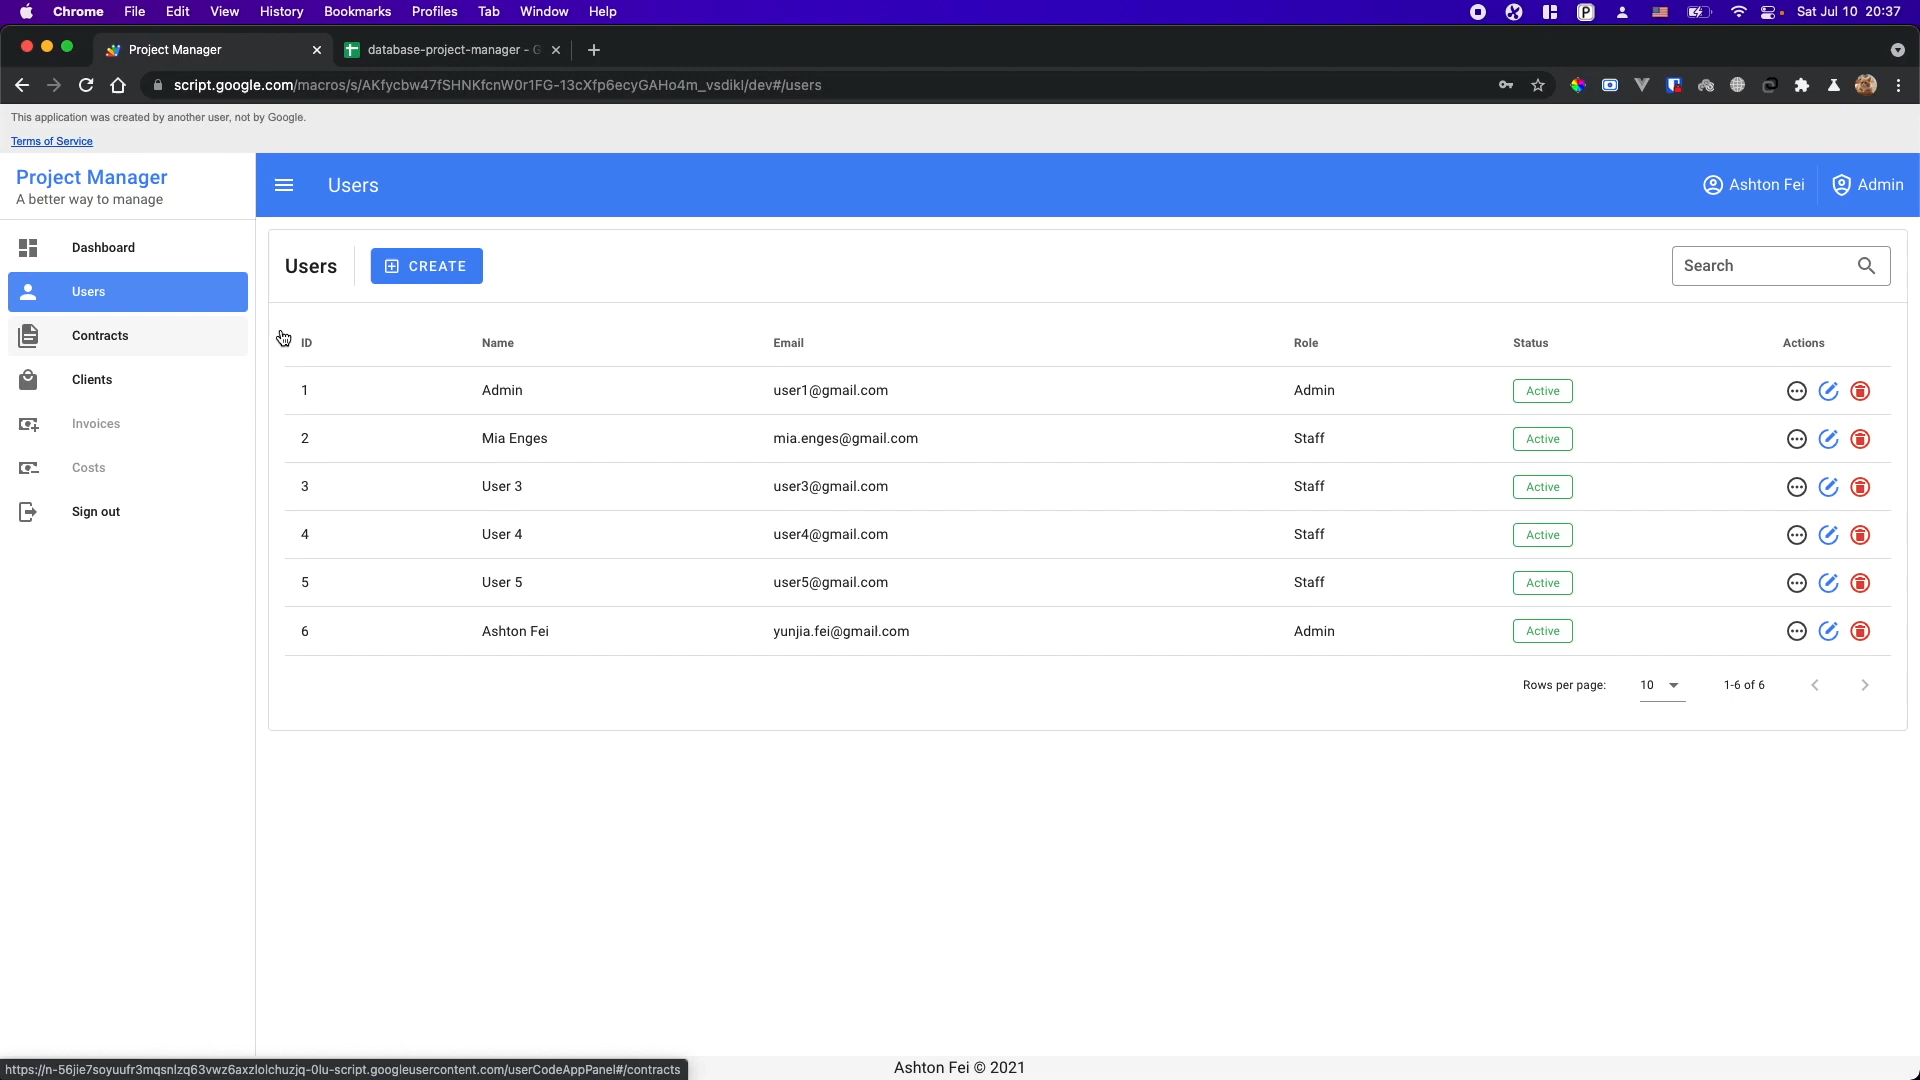 Chrome File Edit View History Bookmarks Profiles Tab Window Help Sat Jul 10 20:37
Project Manager database-project-manager - G
script.google.com/macros/s/AKfycbw47fSHNKfcnW0r1FG-13cXfp6ecyGAHo4m_vsdikl/dev#/users
This application was created by another user, not by Google.
Terms of Service
Project Manager
A better way to manage
Users Ashton Fei Admin
Dashboard
Users
Contracts
Clients
Invoices
Costs
Sign out
Users CREATE Search
ID Name Email Role Status Actions
1 Admin user1@gmail.com Admin Active
2 Mia Enges mia.enges@gmail.com Staff Active
3 User 3 user3@gmail.com Staff Active
4 User 4 user4@gmail.com Staff Active
5 User 5 user5@gmail.com Staff Active
6 Ashton Fei yunjia.fei@gmail.com Admin Active
Rows per page: 10 1-6 of 6
https://n-56jie7soyuufr3mqsnlzq63vwz6axzlolchuzjq-0lu-script.googleusercontent.com/userCodeAppPanel#/contracts
Ashton Fei © 2021